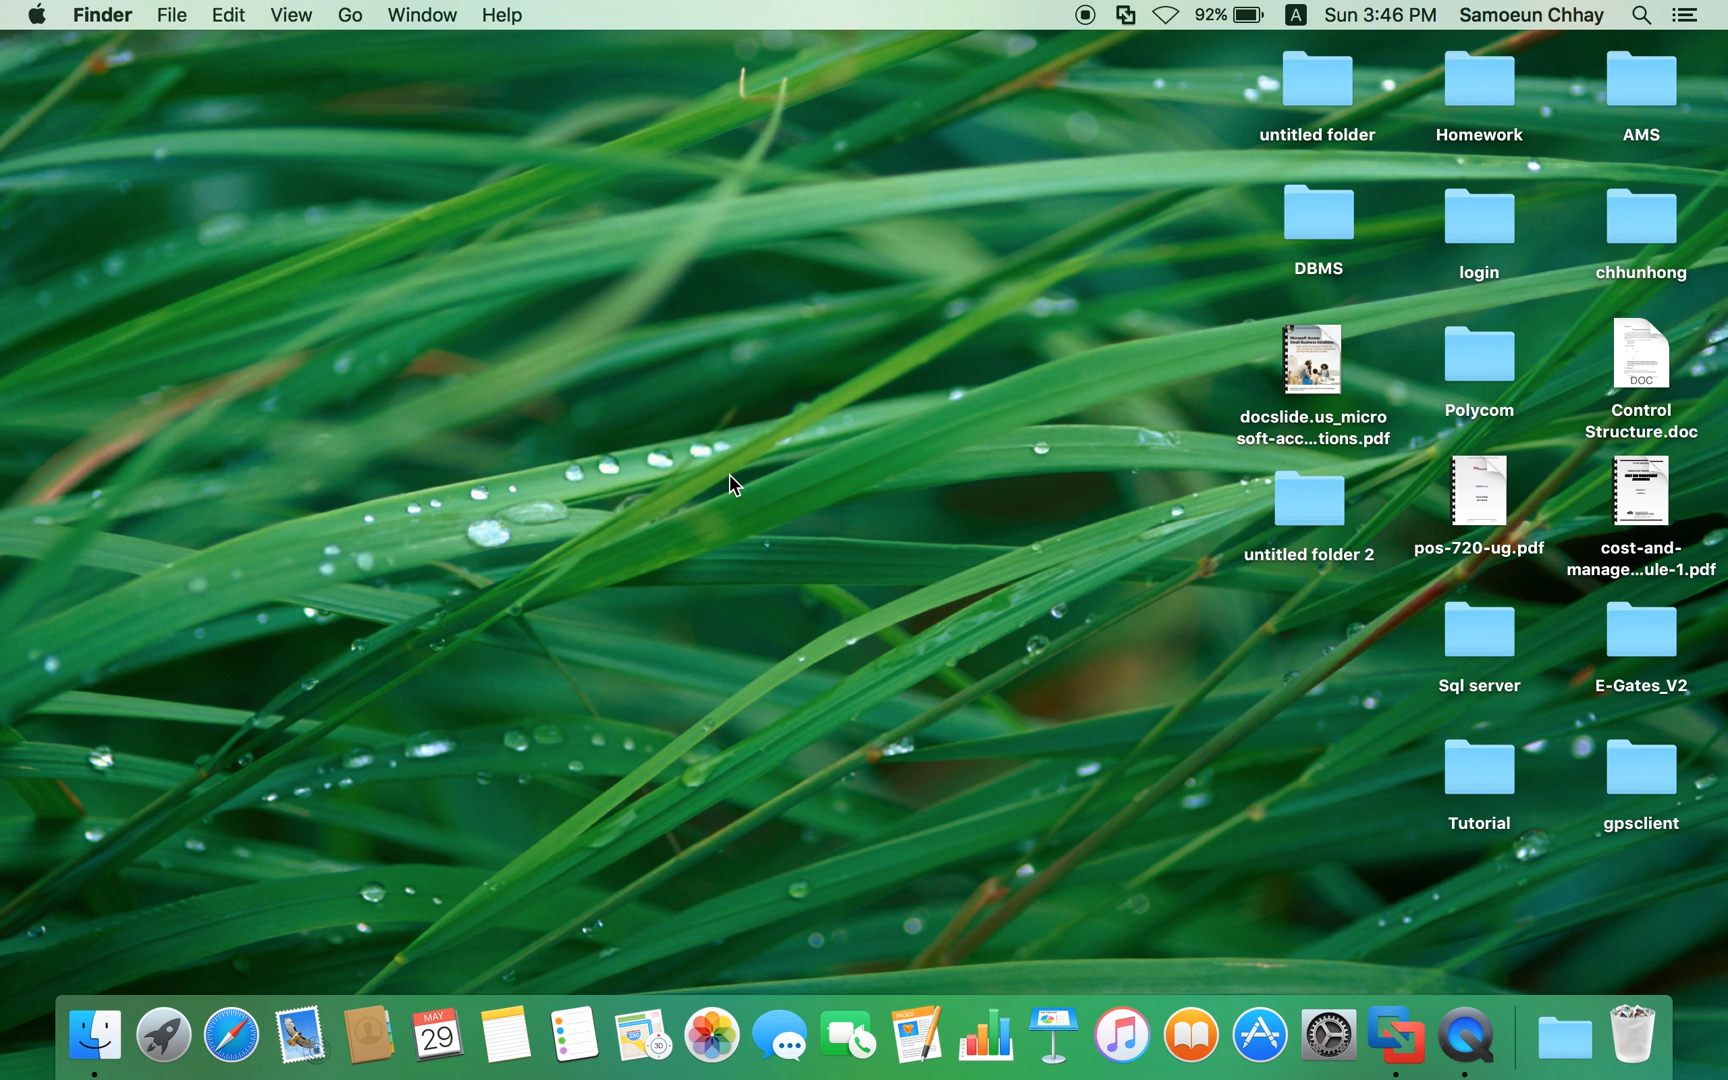 Finder File Edit View Go Window Help 92% A Sun 3:46 PM Samoeun Chhay
untitled folder Homework AMS
DBMS login chhunhong
DOC
docslide.us_micro
soft-acc...tions.pdf
Polycom
Control
Structure.doc
untitled folder 2
pos-720-ug.pdf
cost-and-
manage...ule-1.pdf
Sql server E-Gates_V2
Tutorial gpsclient
MAY
29
3D
PAGES